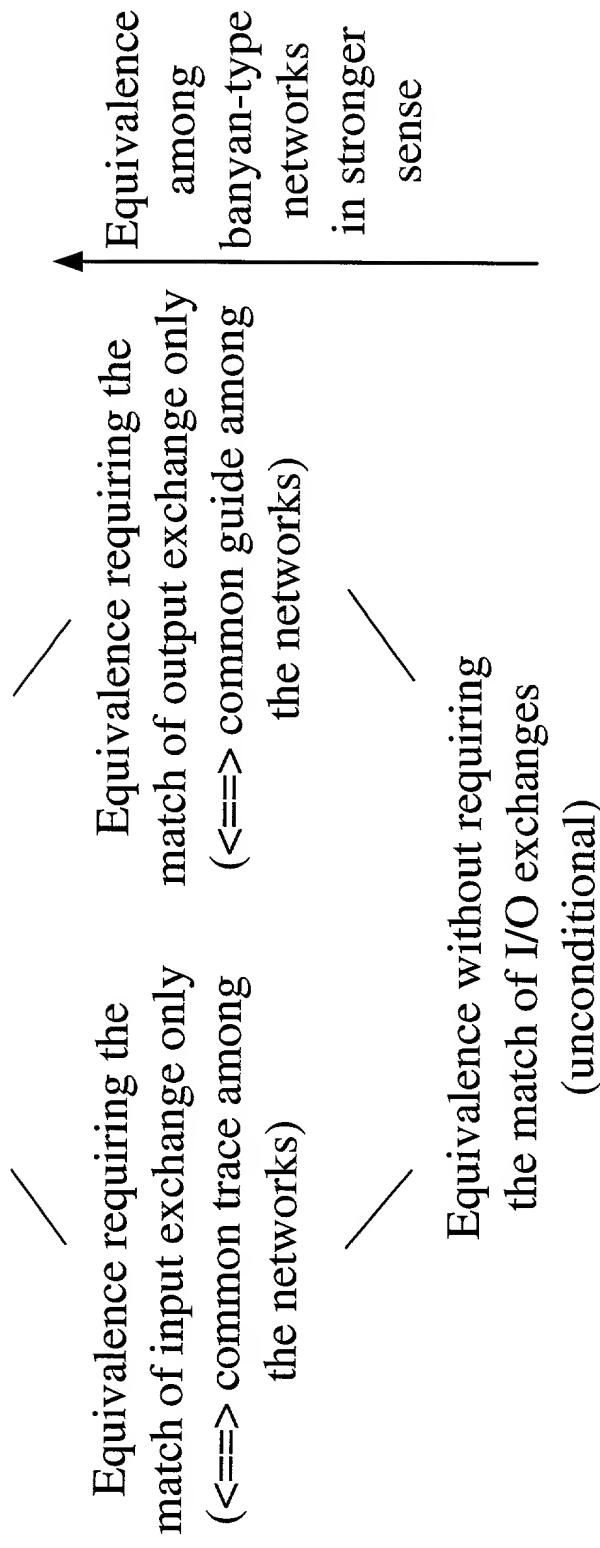 Equivalence requiring the
match of input exchange only
(<==> common trace among
the networks)
Equivalence requiring the
match of output exchange only
(<==> common guide among
the networks)
Equivalence
among
banyan-type
networks
in stronger
sense
Equivalence without requiring
the match of I/O exchanges
(unconditional)